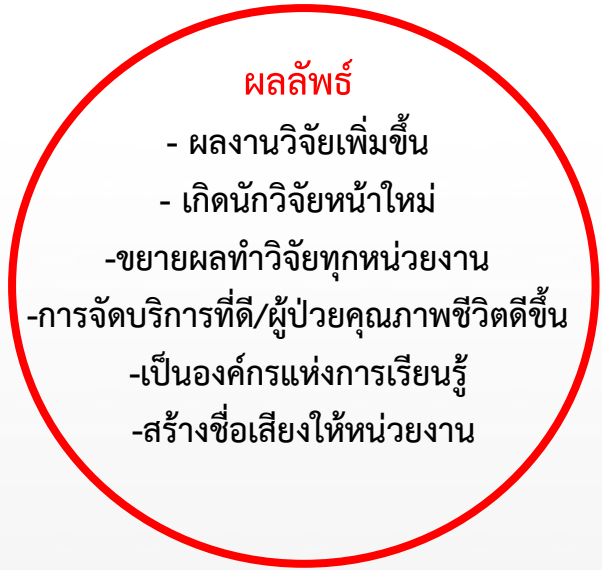 ผลลัพธ์
- ผลงานวิจัยเพิ่มขึ้น
- เกิดนักวิจัยหน้าใหม่
-ขยายผลทำวิจัยทุกหน่วยงาน
-การจัดบริการที่ดี/ผู้ป่วยคุณภาพชีวิตดีขึ้น
-เป็นองค์กรแห่งการเรียนรู้
-สร้างชื่อเสียงให้หน่วยงาน